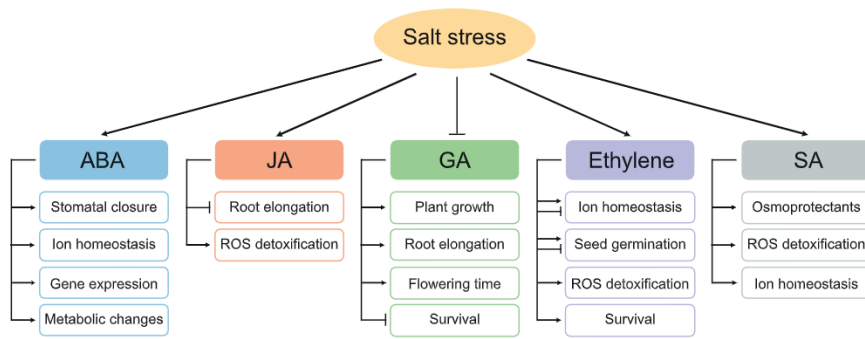 Salt stress
ABA
JA
GA
Ethylene
SA
Stomatal closure
Ion homeostasis
Gene expression
Metabolic changes
Root elongation
ROS detoxification
Plant growth
Root elongation
Flowering time
Survival
Ion homeostasis
Seed germination
ROS detoxification
Survival
Osmoprotectants
ROS detoxification
Ion homeostasis